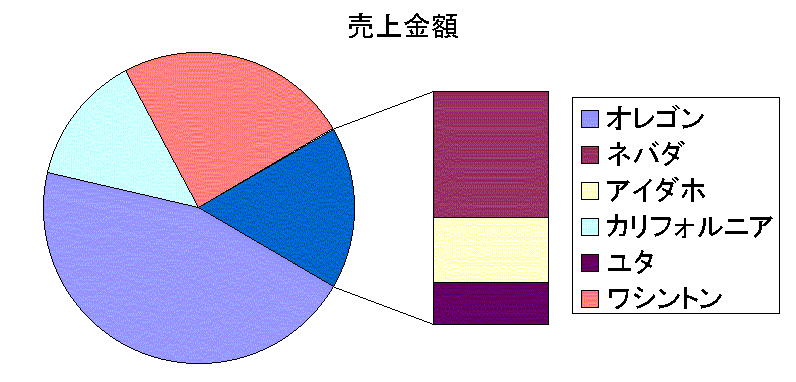 売上金額
オレゴン
ネバダ
アイダホ
カリフォルニア
ユタ
ワシントン